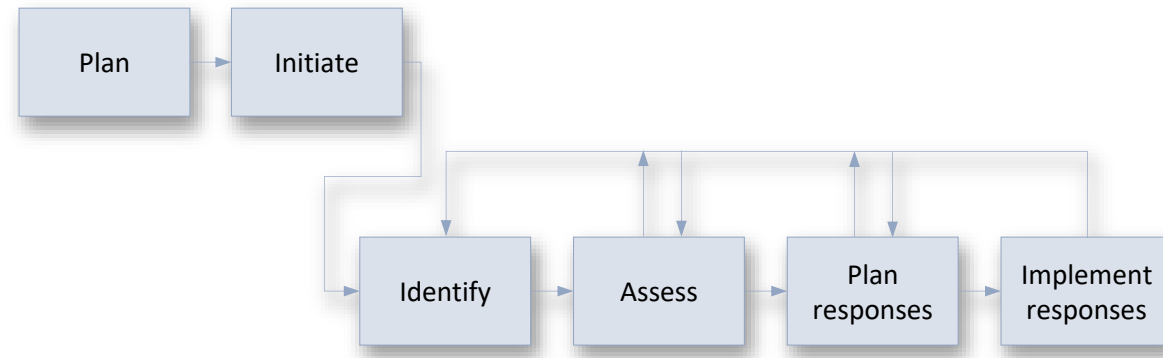 Plan
Initiate
Identify
Assess
Plan
responses
Implement
responses